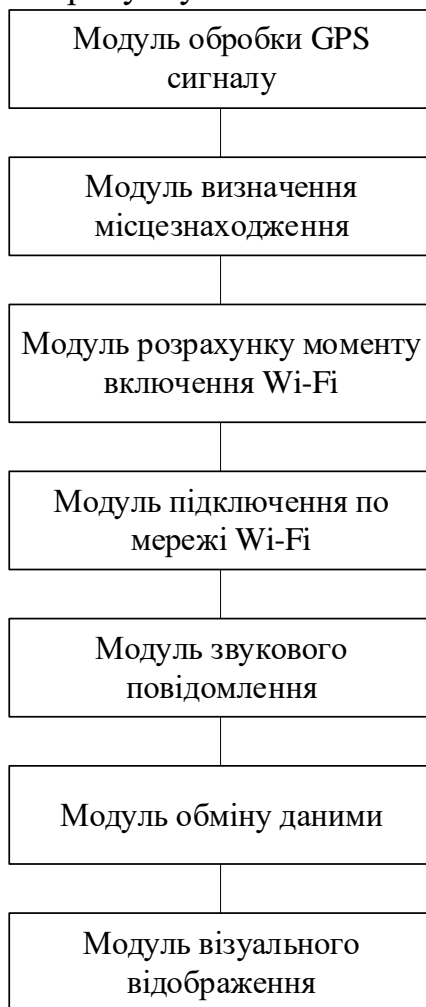 Модуль обробки GPS
сигналу
Модуль визначення
місцезнаходження
Модуль розрахунку моменту
включення Wi-Fi
Модуль підключення по
мережі Wi-Fi
Модуль звукового
повідомлення
Модуль обміну даними
Модуль візуального
відображення